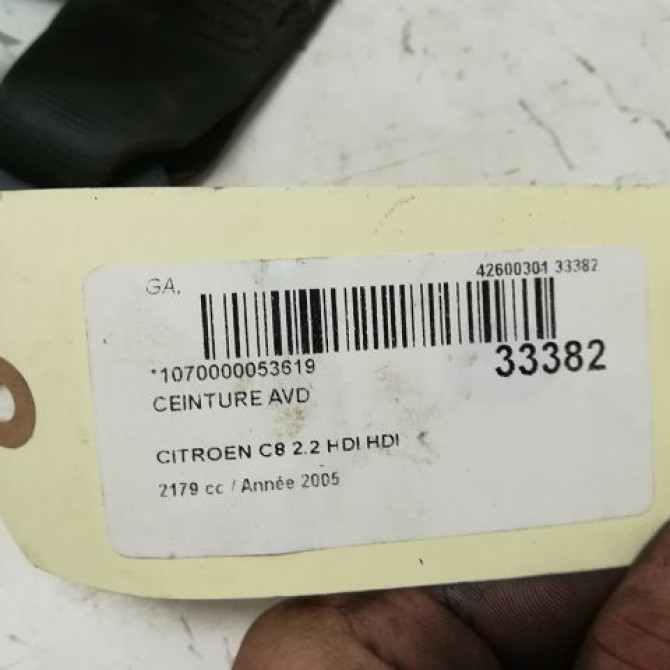 GA.
42600301 33382
*1070000053619
33382
CEINTURE AVD
CITROEN C8 2.2 HDI HDI
2179 cc / Année 2005